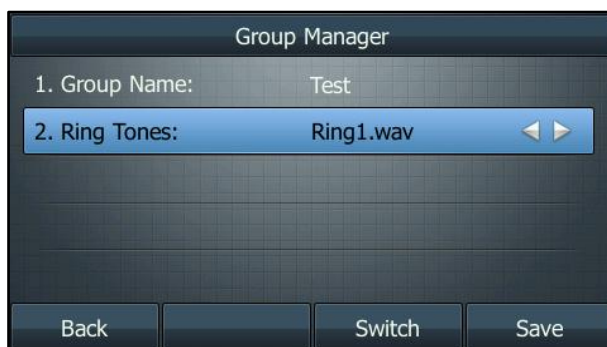 Group Manager
1. Group Name: Test
2. Ring Tones: Ring1.wav
Back Switch Save